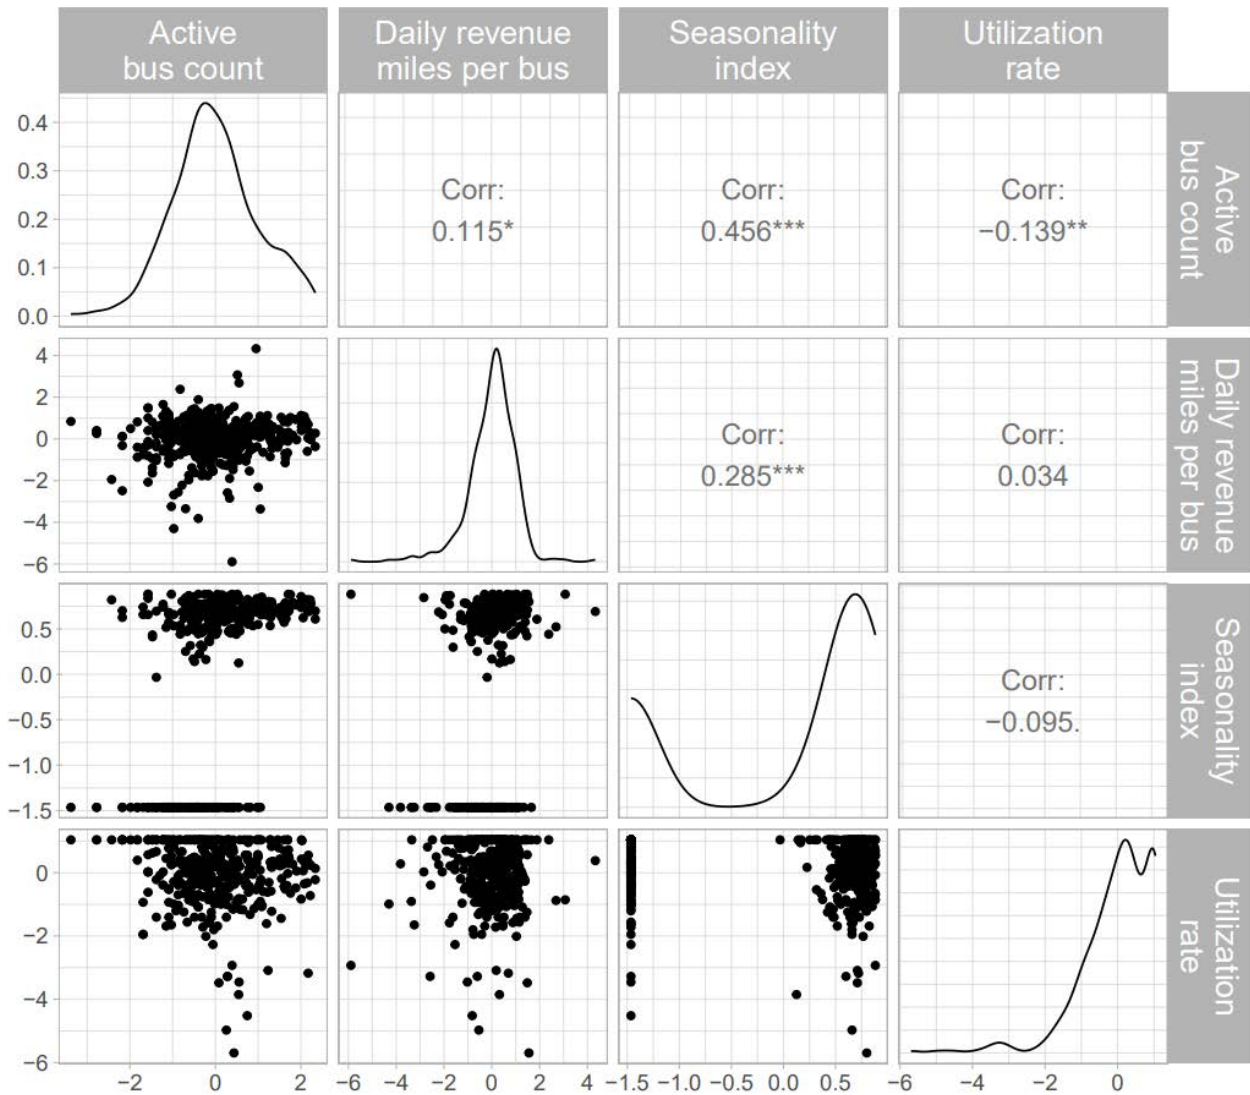 Active
bus count
Daily revenue
miles per bus
Seasonality
index
Utilization
rate
0.4
0.3
0.2
0.1
0.0
Corr:
0.115*
Corr:
0.456***
Corr:
−0.139**
Active
bus count
4
2
0
−2
−4
−6
Corr:
0.285***
Corr:
0.034
Daily revenue
miles per bus
0.5
0.0
−0.5
−1.0
−1.5
Corr:
−0.095.
Seasonality
index
0
−2
−4
−6
Utilization
rate
−2 0 2
−6 −4 −2 0 2 4
−1.5 −1.0 −0.5 0.0 0.5
−6 −4 −2 0